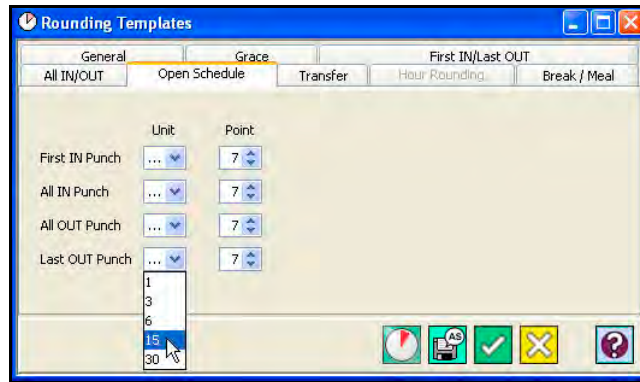 Rounding Templates
General Grace First IN/Last OUT
All IN/OUT Open Schedule Transfer Hour Rounding Break / Meal
Unit Point
First IN Punch ... 7
All IN Punch ... 7
All OUT Punch ... 7
Last OUT Punch ... 7
1
3
6
15
30
AS
?